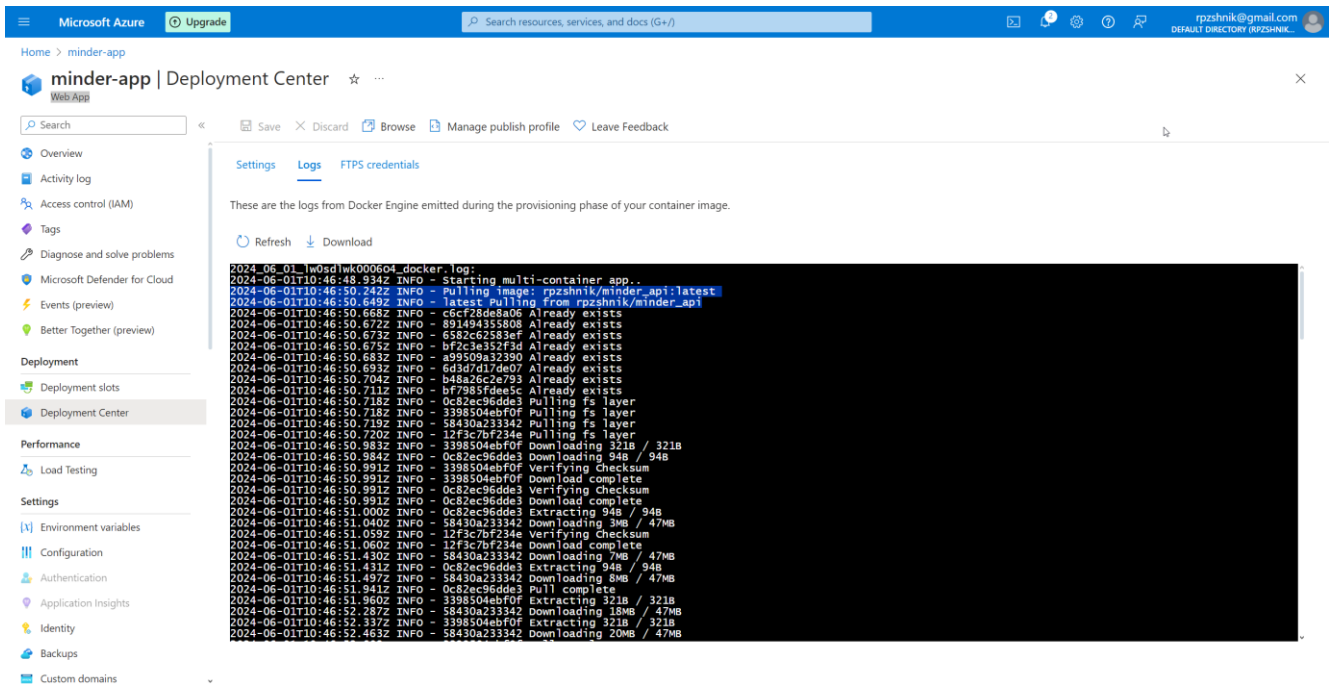 Microsoft Azure
Upgrade
Search resources, services, and docs (G+/)
2
rpzshnik@gmail.com
DEFAULT DIRECTORY (RPZSHNIK...
Home > minder-app
minder-app | Deployment Center
Web App
Search
Save
Discard
Browse
Manage publish profile
Leave Feedback
Overview
Activity log
Access control (IAM)
Tags
Diagnose and solve problems
Microsoft Defender for Cloud
Events (preview)
Better Together (preview)
Deployment
Deployment slots
Deployment Center
Performance
Load Testing
Settings
Environment variables
Configuration
Authentication
Application Insights
Identity
Backups
Custom domains
Settings
Logs
FTPS credentials
These are the logs from Docker Engine emitted during the provisioning phase of your container image.
Refresh
Download
2024_06_01_lw0sdlwk000604_docker.log:
2024-06-01T10:46:48.934Z INFO - Starting multi-container app..
2024-06-01T10:46:50.242Z INFO - Pulling image: rpzshnik/minder_api:latest
2024-06-01T10:46:50.649Z INFO - latest Pulling from rpzshnik/minder_api
2024-06-01T10:46:50.668Z INFO - c6cf28de8a06 Already exists
2024-06-01T10:46:50.672Z INFO - 891494355808 Already exists
2024-06-01T10:46:50.673Z INFO - 6582c62583ef Already exists
2024-06-01T10:46:50.675Z INFO - bf2c3e352f3d Already exists
2024-06-01T10:46:50.683Z INFO - a99509a32390 Already exists
2024-06-01T10:46:50.693Z INFO - 6d3d7d17de07 Already exists
2024-06-01T10:46:50.704Z INFO - b48a26c2e793 Already exists
2024-06-01T10:46:50.711Z INFO - bf7985fdee5c Already exists
2024-06-01T10:46:50.718Z INFO - 0c82ec96dde3 Pulling fs layer
2024-06-01T10:46:50.718Z INFO - 3398504ebf0f Pulling fs layer
2024-06-01T10:46:50.719Z INFO - 58430a233342 Pulling fs layer
2024-06-01T10:46:50.720Z INFO - 12f3c7bf234e Pulling fs layer
2024-06-01T10:46:50.983Z INFO - 3398504ebf0f Downloading 321B / 321B
2024-06-01T10:46:50.984Z INFO - 0c82ec96dde3 Downloading 94B / 94B
2024-06-01T10:46:50.991Z INFO - 3398504ebf0f Verifying Checksum
2024-06-01T10:46:50.991Z INFO - 3398504ebf0f Download complete
2024-06-01T10:46:50.991Z INFO - 0c82ec96dde3 Verifying Checksum
2024-06-01T10:46:50.991Z INFO - 0c82ec96dde3 Download complete
2024-06-01T10:46:51.000Z INFO - 0c82ec96dde3 Extracting 94B / 94B
2024-06-01T10:46:51.040Z INFO - 58430a233342 Downloading 3MB / 47MB
2024-06-01T10:46:51.059Z INFO - 12f3c7bf234e Verifying Checksum
2024-06-01T10:46:51.060Z INFO - 12f3c7bf234e Download complete
2024-06-01T10:46:51.430Z INFO - 58430a233342 Downloading 7MB / 47MB
2024-06-01T10:46:51.431Z INFO - 0c82ec96dde3 Extracting 94B / 94B
2024-06-01T10:46:51.497Z INFO - 58430a233342 Downloading 8MB / 47MB
2024-06-01T10:46:51.941Z INFO - 0c82ec96dde3 Pull complete
2024-06-01T10:46:51.960Z INFO - 3398504ebf0f Extracting 321B / 321B
2024-06-01T10:46:52.287Z INFO - 58430a233342 Downloading 18MB / 47MB
2024-06-01T10:46:52.337Z INFO - 3398504ebf0f Extracting 321B / 321B
2024-06-01T10:46:52.463Z INFO - 58430a233342 Downloading 20MB / 47MB